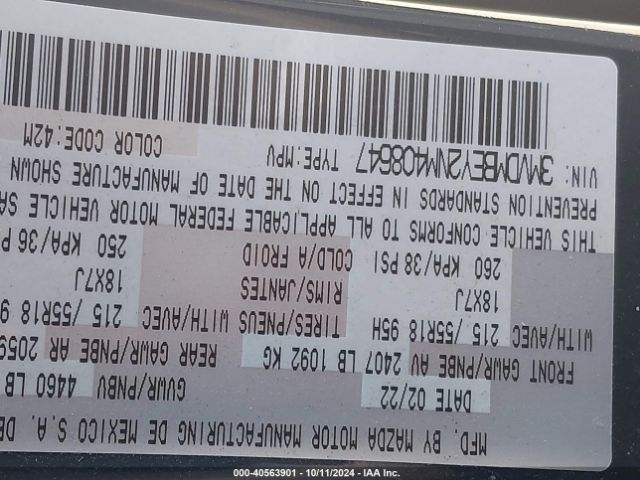 MFD. BY MAZDA MOTOR MANUFACTURING DE MEXICO S.A. DE
DATE 02/22 GVWR/PNBV 4460 LB
FRONT GAWR/PNBE AV 2407 LB 1092 KG REAR GAWR/PNBE AR 2059
WITH/AVEC 215 /55R18 95H TIRES/PNEUS WITH/AVEC 215 /55R18 9
18X7J RIMS/JANTES 18X7J
260 KPA/38 PSI COLD/A FROID 250 KPA/36 P
THIS VEHICLE CONFORMS TO ALL APPLICABLE FEDERAL MOTOR VEHICLE SA
PREVENTION STANDARDS IN EFFECT ON THE DATE OF MANUFACTURE SHOWN
VIN: 3MVDMBEY2NM408647 TYPE:MPV COLOR CODE:42M
000-40563901 - 10/11/2024 - IAA Inc.